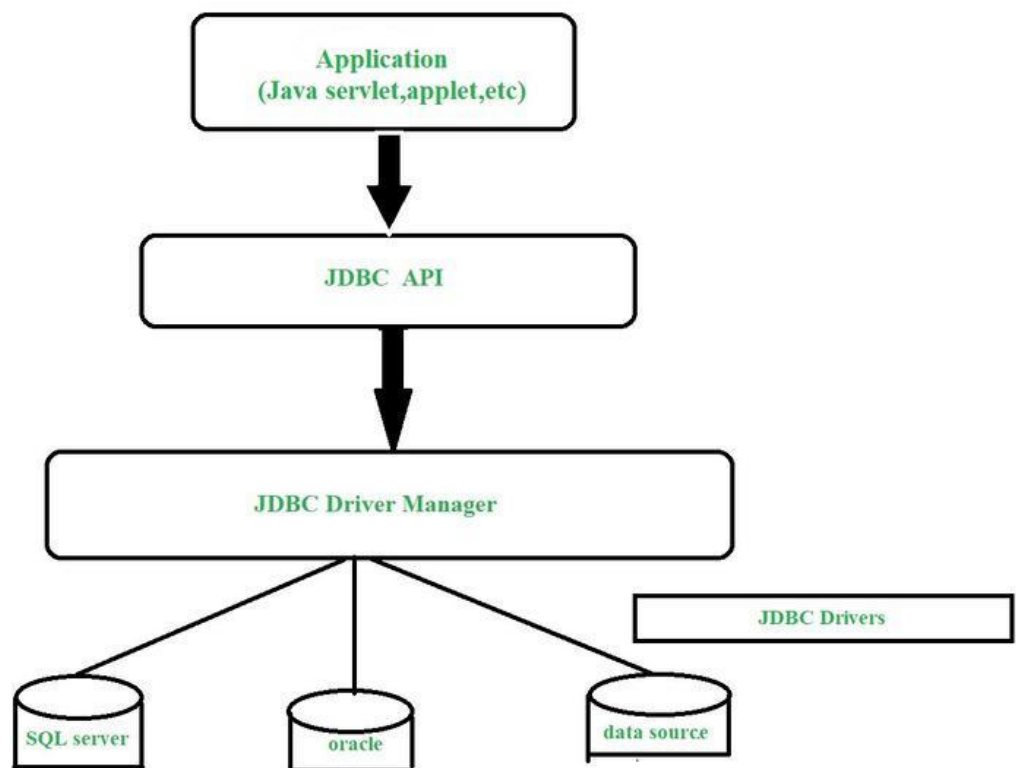 Application
(Java servlet,applet,etc)
JDBC API
JDBC Driver Manager
JDBC Drivers
SQL server
oracle
data source